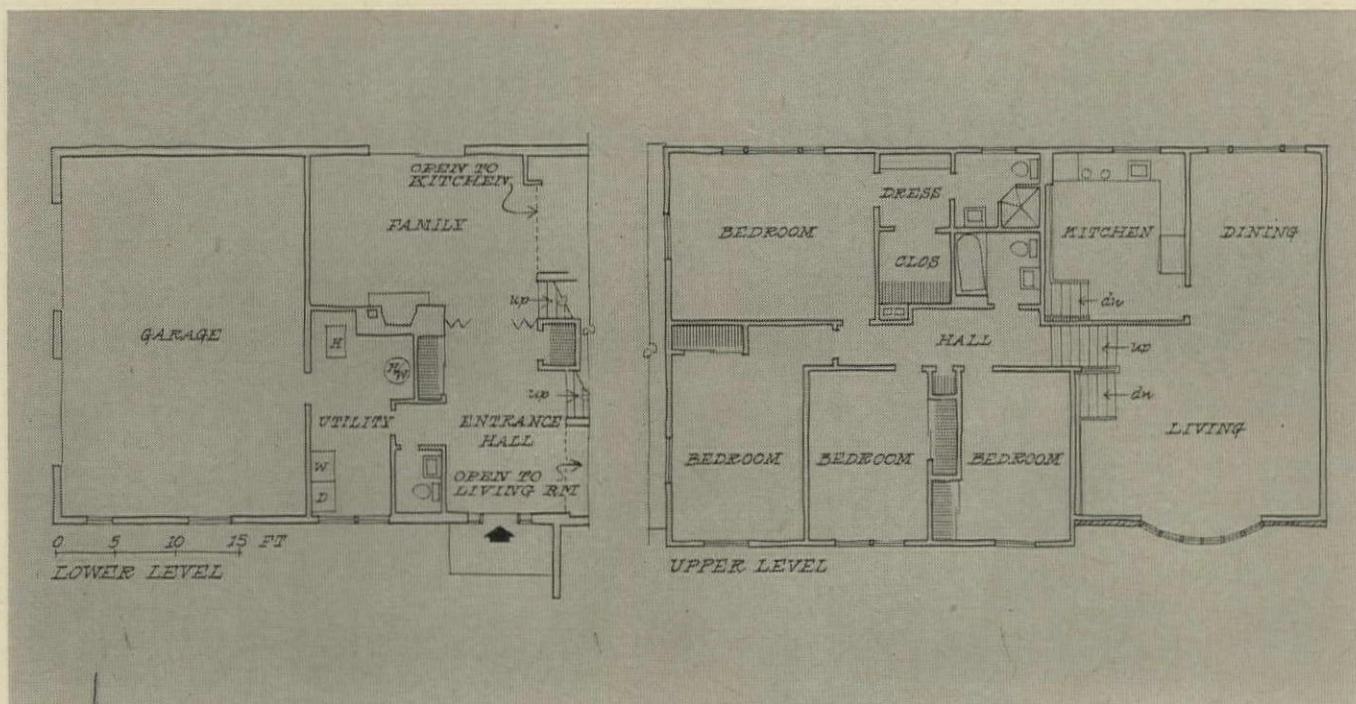 OPEN TO
KITCHEN
FAMILY
up
GARAGE
H
H/W
up
UTILITY
ENTRANCE
HALL
W
D
OPEN TO
LIVING RM
0 5 10 15 FT
LOWER LEVEL
DRESS
BEDROOM
KITCHEN
DINING
CLOS
dn
HALL
up
dn
LIVING
BEDROOM
BEDROOM
BEDROOM
UPPER LEVEL